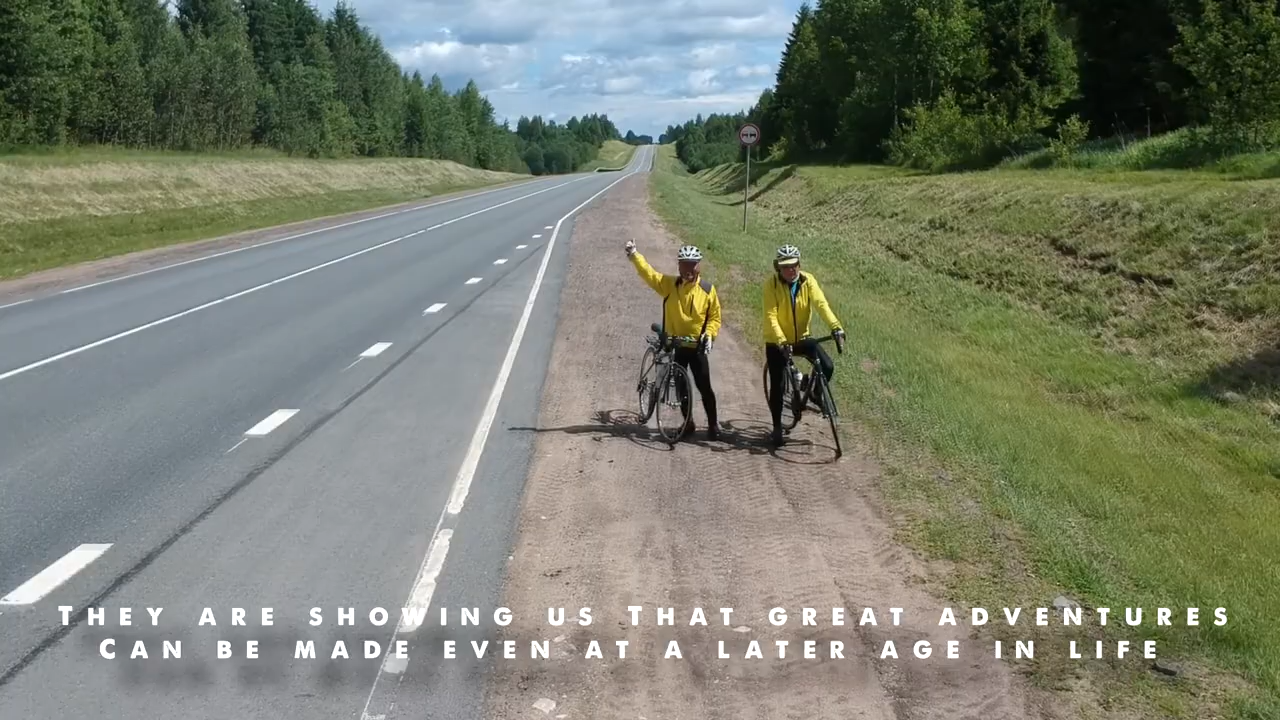 They are showing us That great adventures
Can be made even at a later age in life